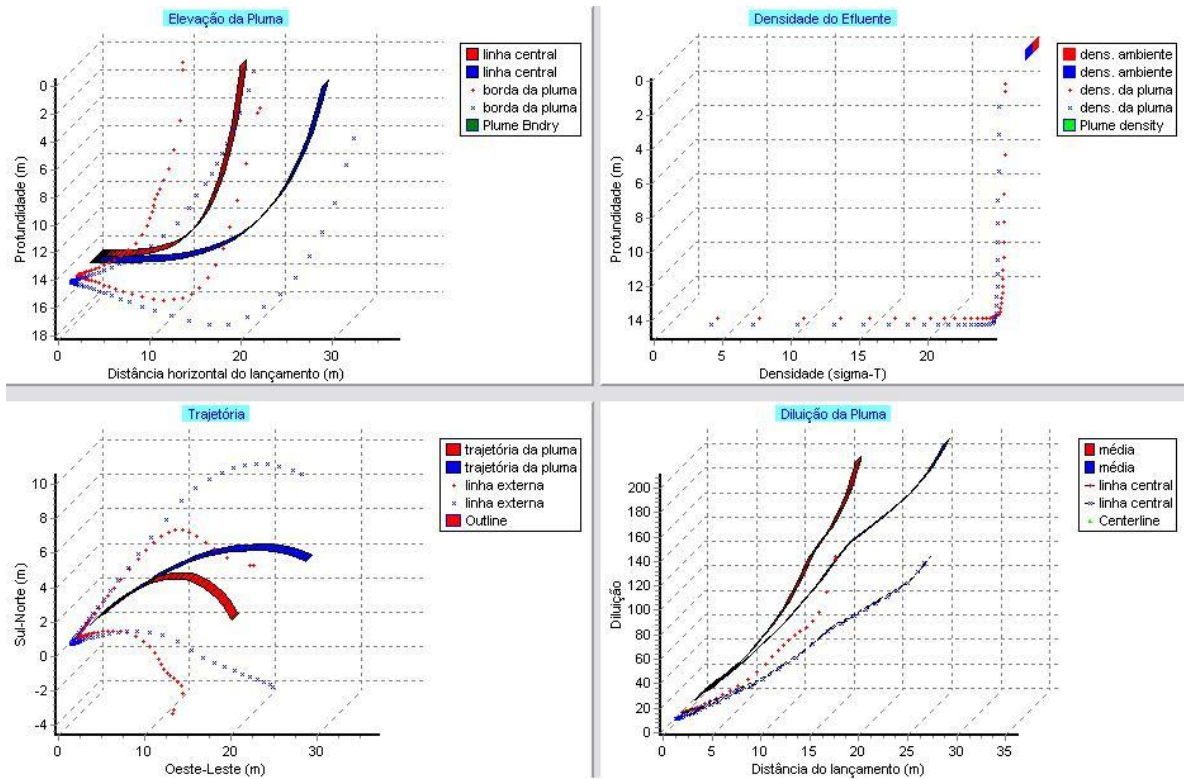 Elevação da Pluma
linha central
linha central
borda da pluma
borda da pluma
Plume Bndry
Profundidade (m)
0
2
4
6
8
10
12
14
16
18
0
10
20
30
Distância horizontal do lançamento (m)
Densidade do Efluente
dens. ambiente
dens. ambiente
dens. da pluma
dens. da pluma
Plume density
Profundidade (m)
0
2
4
6
8
10
12
14
0
5
10
15
20
Densidade (sigma-T)
Trajetória
trajetória da pluma
trajetória da pluma
linha externa
linha externa
Outline
Sul-Norte (m)
10
8
6
4
2
0
-2
-4
0
10
20
30
Oeste-Leste (m)
Diluição da Pluma
média
média
linha central
linha central
Centerline
Diluição
200
180
160
140
120
100
80
60
40
20
0
0
5
10
15
20
25
30
35
Distância do lançamento (m)